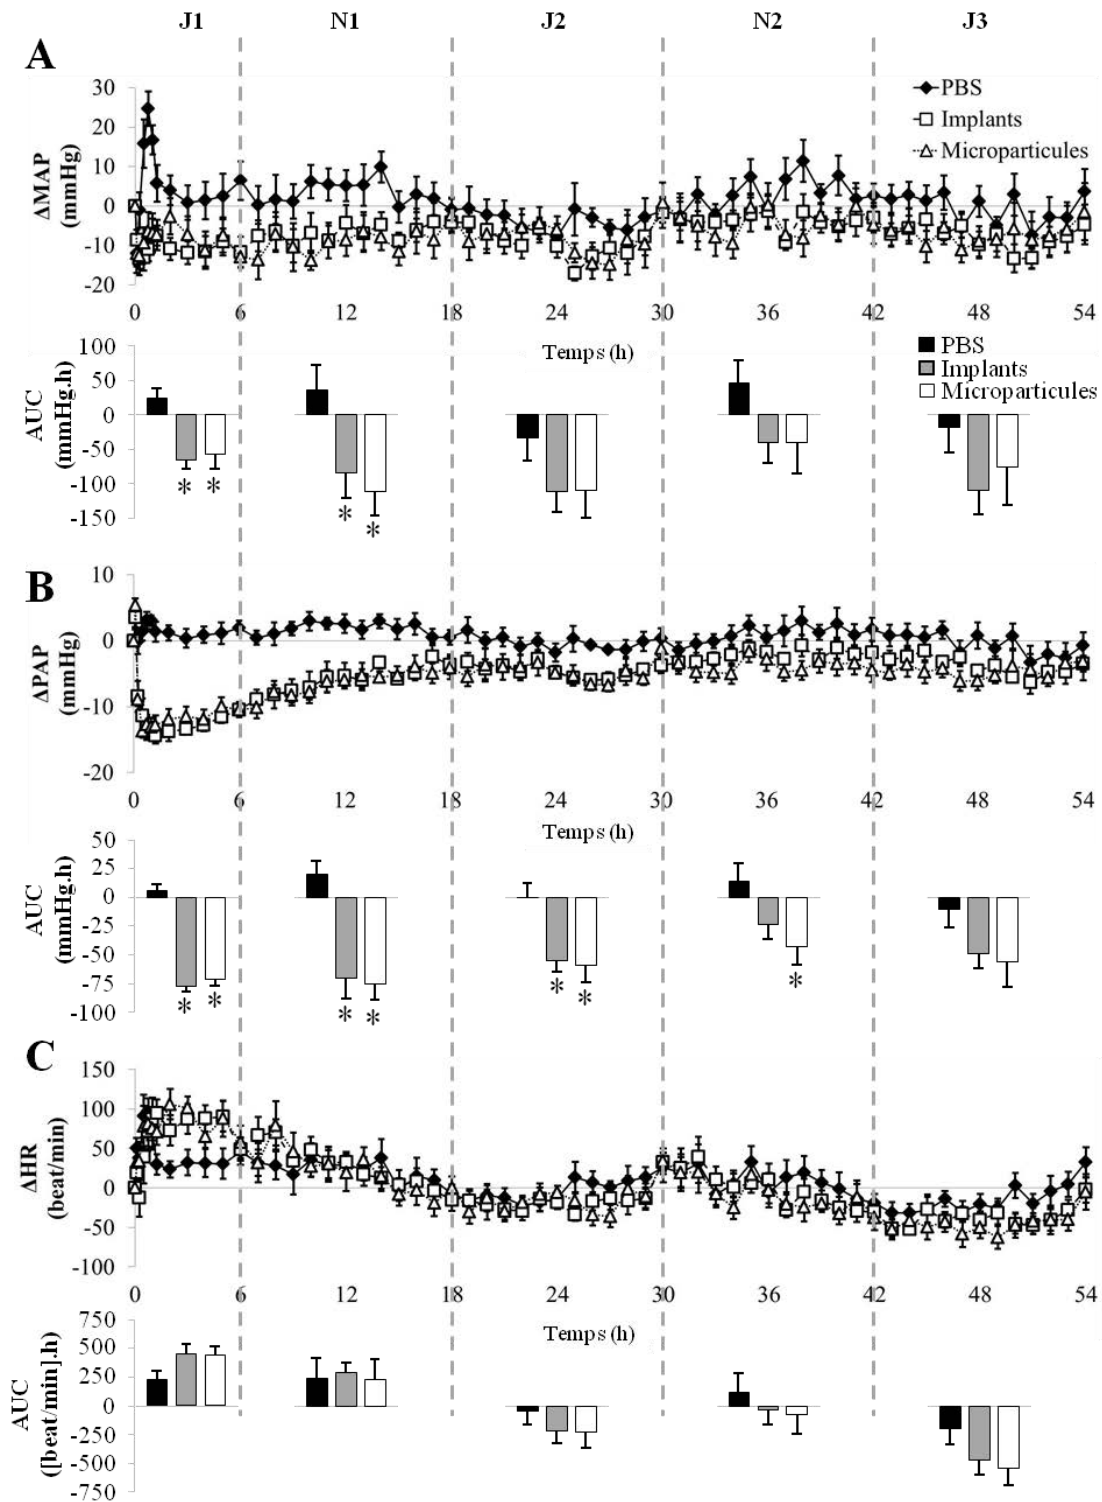 J1 N1 J2 N2 J3
A
30
20
10
0
-10
-20
ΔMAP
(mmHg)
PBS
Implants
Microparticules
0 6 12 18 24 30 36 42 48 54
Temps (h)
100
50
0
-50
-100
-150
AUC
(mmHg.h)
PBS
Implants
Microparticules
* *
* *
B
10
0
-10
-20
ΔPAP
(mmHg)
0 6 12 18 24 30 36 42 48 54
Temps (h)
50
25
0
-25
-50
-75
-100
AUC
(mmHg.h)
* * * * * * *
C
150
100
50
0
-50
-100
ΔHR
(beat/min)
0 6 12 18 24 30 36 42 48 54
Temps (h)
750
500
250
0
-250
-500
-750
AUC
([beat/min].h)